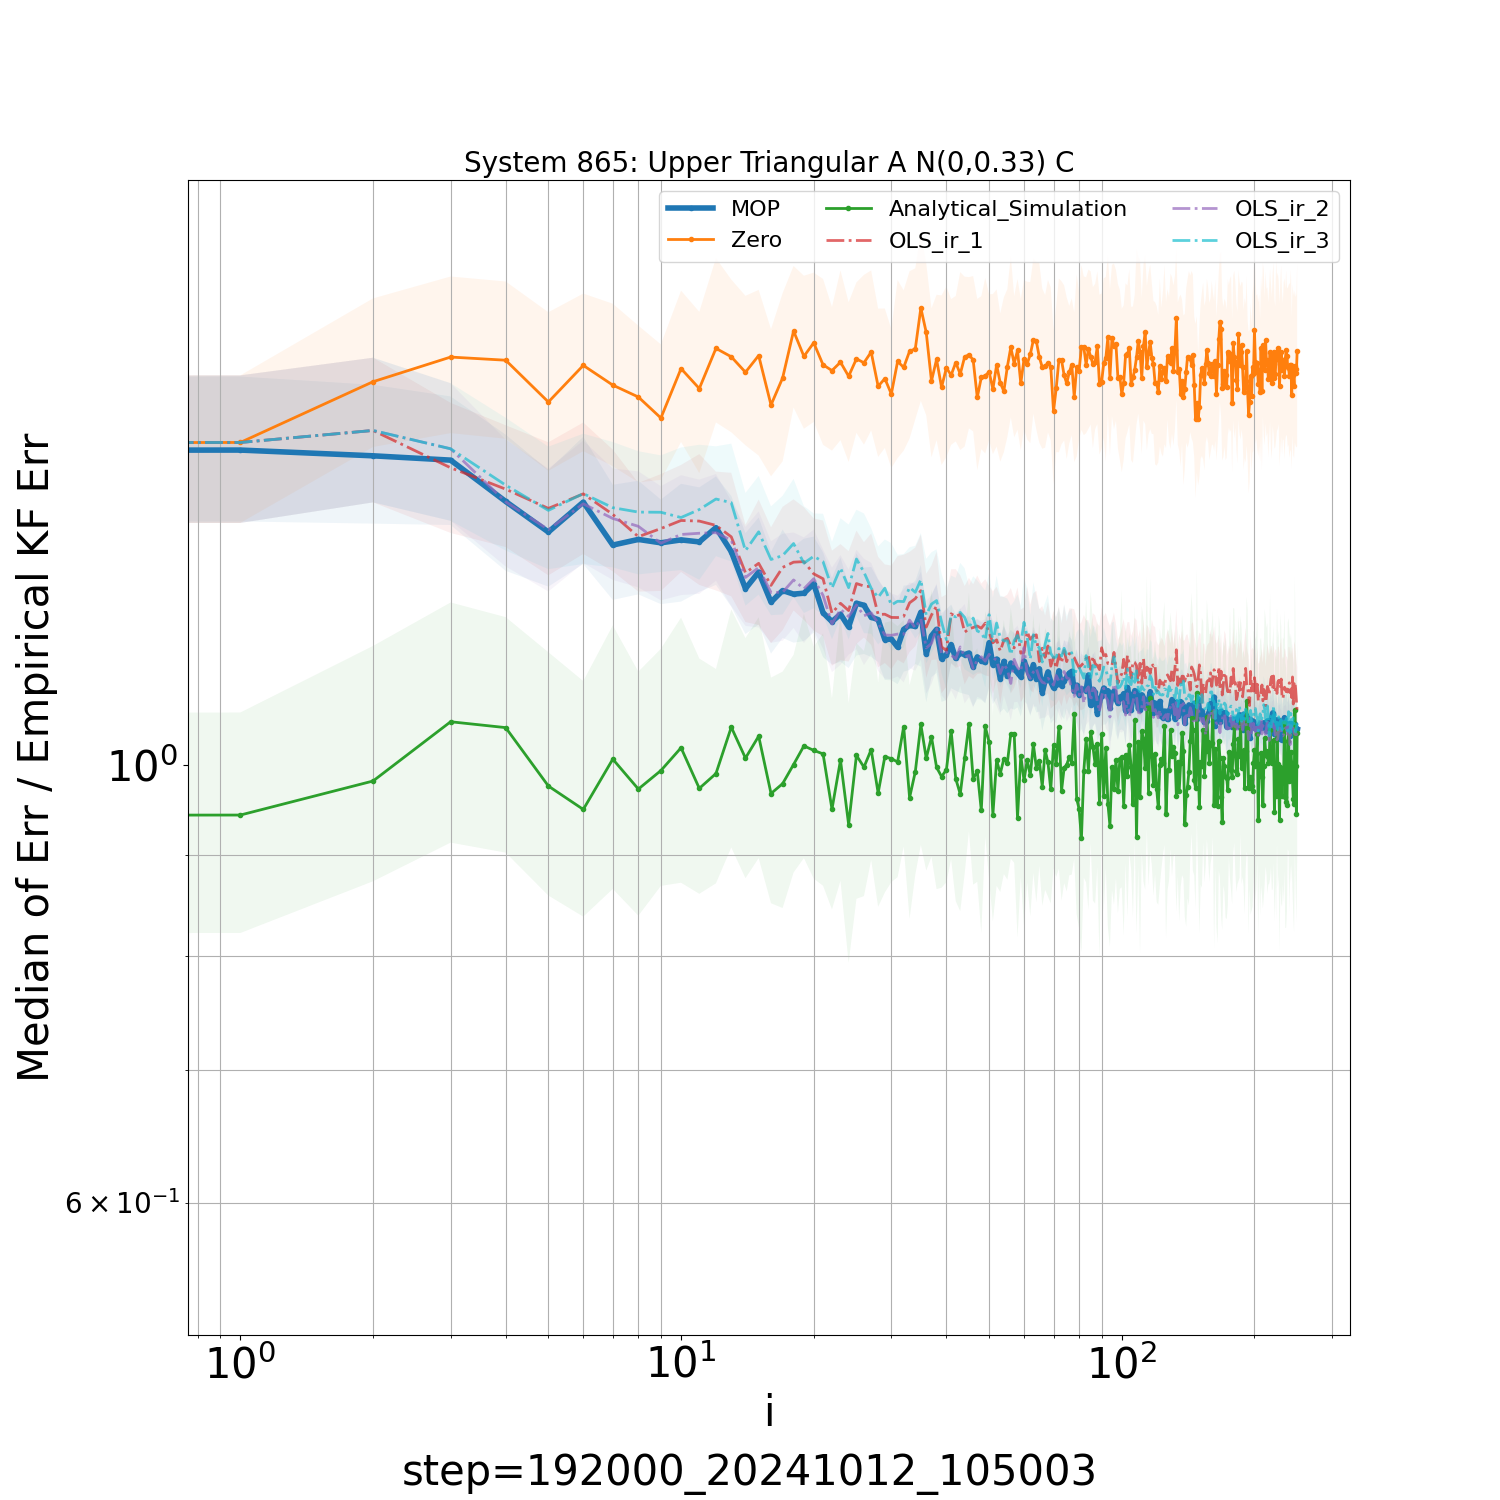 System 865: Upper Triangular A N(0,0.33) C
MOP
Zero
Analytical_Simulation
OLS_ir_1
OLS_ir_2
OLS_ir_3
Median of Err / Empirical KF Err
10⁰
6 × 10⁻¹
10⁰
10¹
10²
i
step=192000_20241012_105003